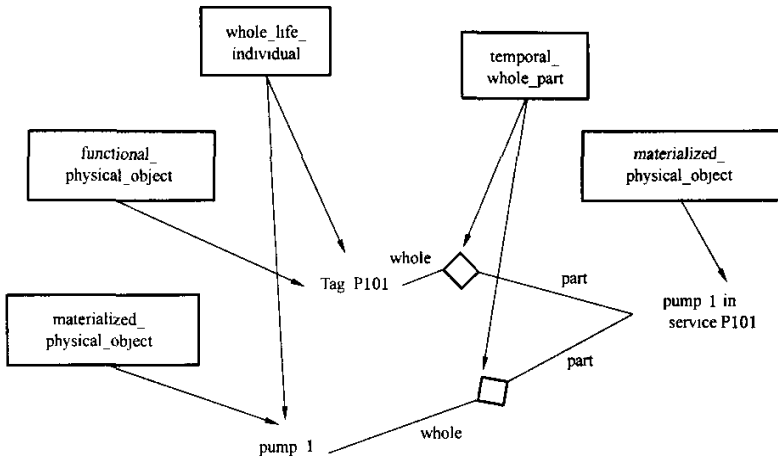 whole_life_
individual
temporal_
whole_part
functional_
physical_object
materialized_
physical_object
whole
Tag P101
part
pump 1 in
service P101
materialized_
physical_object
part
whole
pump 1